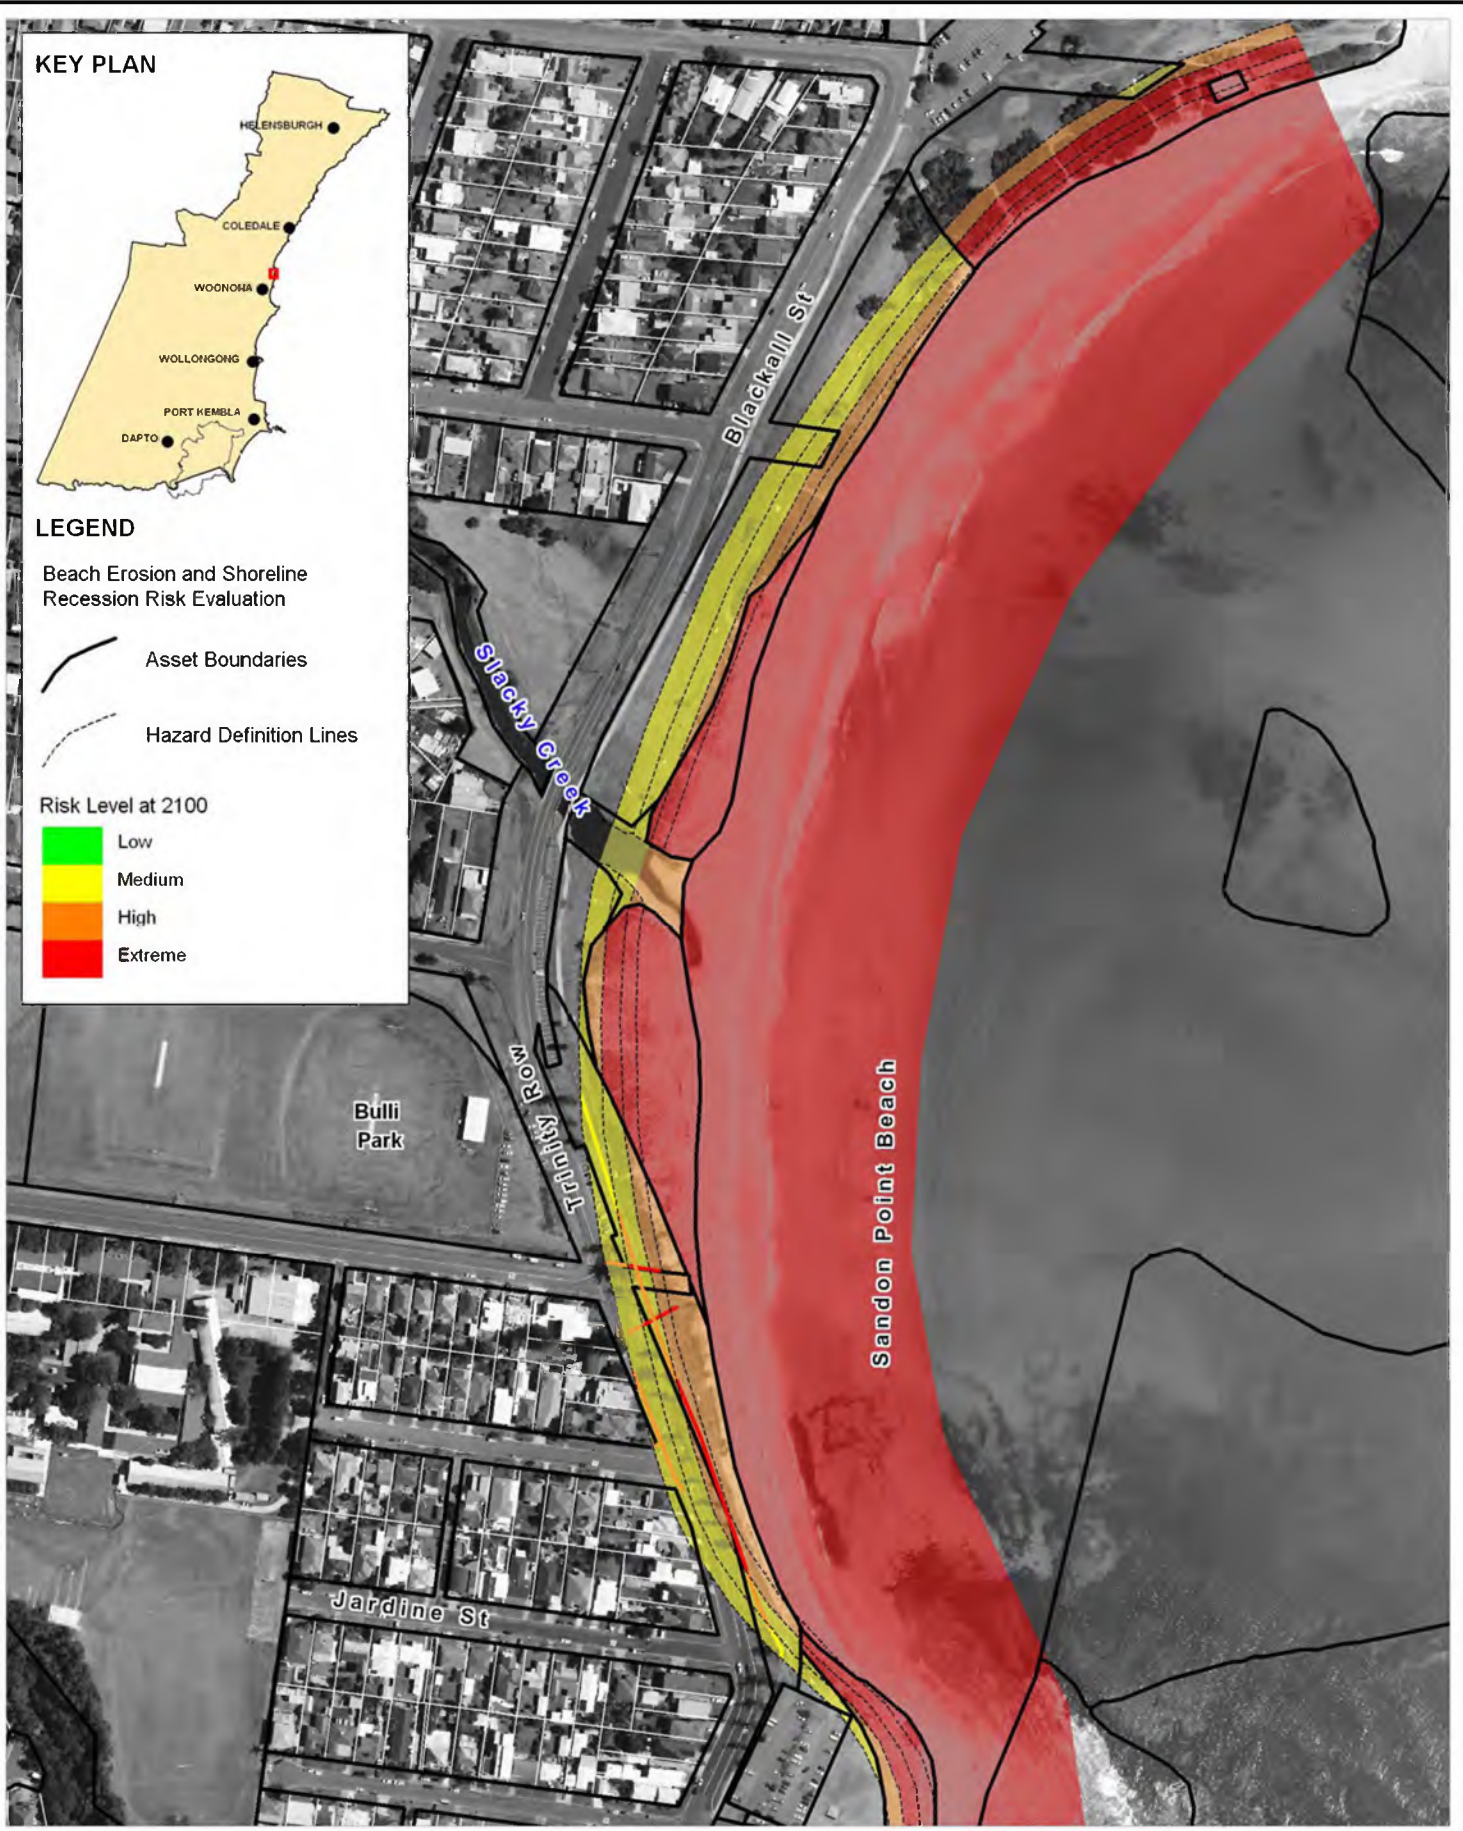 KEY PLAN
HELENSBURGH
COLEDALE
WOONONA
WOLLONGONG
PORT KEMBLA
DAPTO
LEGEND
Beach Erosion and Shoreline
Recession Risk Evaluation
Asset Boundaries
Hazard Definition Lines
Risk Level at 2100
Low
Medium
High
Extreme
Blackall St
Slacky Creek
Trinity Row
Bulli
Park
Sandon Point Beach
Jardine St